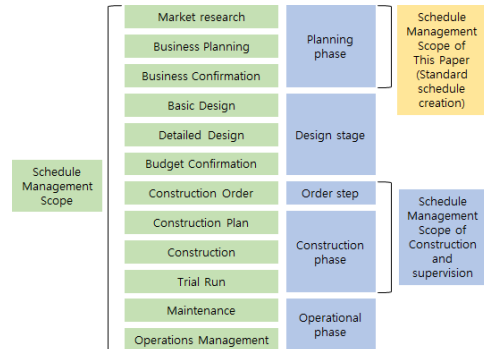 Market research
Business Planning
Business Confirmation
Basic Design
Detailed Design
Budget Confirmation
Construction Order
Construction Plan
Construction
Trial Run
Maintenance
Operations Management
Schedule
Management
Scope
Planning
phase
Design stage
Order step
Construction
phase
Operational
phase
Schedule
Management
Scope of
This Paper
(Standard
schedule
creation)
Schedule
Management
Scope of
Construction
and
supervision